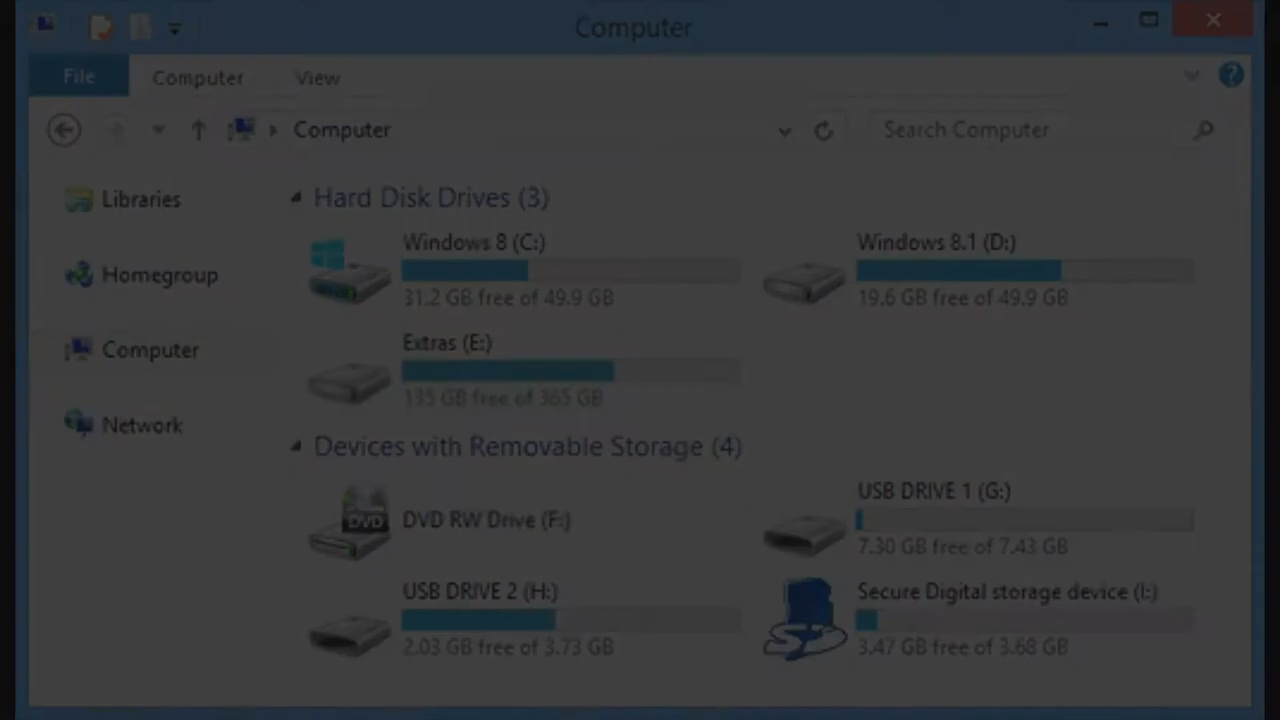 Computer
File Computer View
Computer Search Computer
Libraries
Homegroup
Computer
Network
Hard Disk Drives (3)
Windows 8 (C:)
31.2 GB free of 49.9 GB
Windows 8.1 (D:)
19.6 GB free of 49.9 GB
Extras (E:)
135 GB free of 365 GB
Devices with Removable Storage (4)
DVD
DVD RW Drive (F:)
USB DRIVE 1 (G:)
7.30 GB free of 7.43 GB
USB DRIVE 2 (H:)
2.03 GB free of 3.73 GB
Secure Digital storage device (I:)
3.47 GB free of 3.68 GB